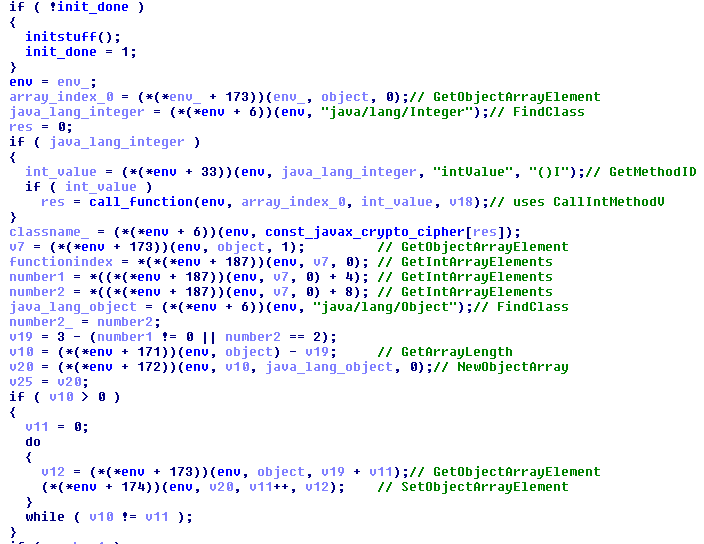 if ( !init_done )
{
initstuff();
init_done = 1;
}
env = env_;
array_index_0 = (*(*env_ + 173))(env_, object, 0);// GetObjectArrayElement
java_lang_integer = (*(*env + 6))(env, "java/lang/Integer");// FindClass
res = 0;
if ( java_lang_integer )
{
int_value = (*(*env + 33))(env, java_lang_integer, "intValue", "()I");// GetMethodID
if ( int_value )
res = call_function(env, array_index_0, int_value, v18);// uses CallIntMethodV
}
classname_ = (*(*env + 6))(env, const_javax_crypto_cipher[res]);
v7 = (*(*env + 173))(env, object, 1); // GetObjectArrayElement
functionindex = *(*(*env + 187))(env, v7, 0); // GetIntArrayElements
number1 = *((*(*env + 187))(env, v7, 0) + 4); // GetIntArrayElements
number2 = *((*(*env + 187))(env, v7, 0) + 8); // GetIntArrayElements
java_lang_object = (*(*env + 6))(env, "java/lang/Object");// FindClass
number2_ = number2;
v19 = 3 - (number1 != 0 || number2 == 2);
v10 = (*(*env + 171))(env, object) - v19; // GetArrayLength
v20 = (*(*env + 172))(env, v10, java_lang_object, 0);// NewObjectArray
v25 = v20;
if ( v10 > 0 )
{
v11 = 0;
do
{
v12 = (*(*env + 173))(env, object, v19 + v11);// GetObjectArrayElement
(*(*env + 174))(env, v20, v11++, v12); // SetObjectArrayElement
}
while ( v10 != v11 );
}